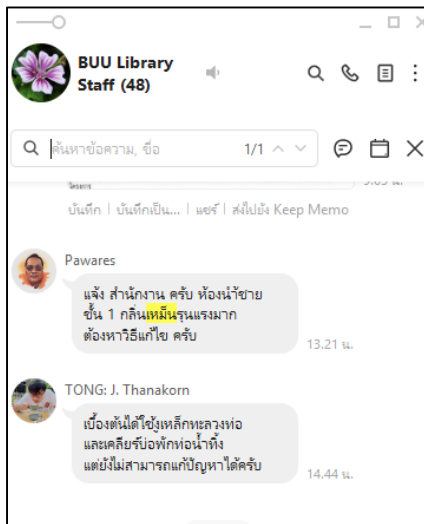 BUU Library
Staff (48)
ค้นหาข้อความ, ชื่อ
1/1
บันทึก | บันทึกเป็น... | แชร์ | ส่งไปยัง Keep Memo
Pawares
แจ้ง สำนักงาน ครับ ห้องน้ำชาย
ชั้น 1 กลิ่นเหม็นรุนแรงมาก
ต้องหาวิธีแก้ไข ครับ
13.21 น.
TONG: J. Thanakorn
เบื้องต้นได้ใช้งูเหล็กทะลวงท่อ
และเคลียร์บ่อพักท่อน้ำทิ้ง
แต่ยังไม่สามารถแก้ปัญหาได้ครับ
14.44 น.